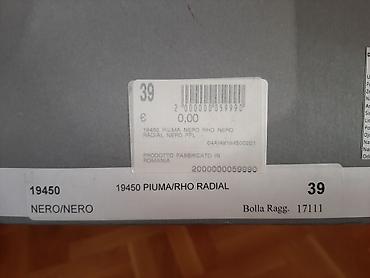 39
2 000000 059990
€ 0,00
19450 PIUMA NERO RHO NERO
RADIAL NERO PPL
PRODOTTO FABBRICATO IN
ROMANIA
2000000059990
19450 19450 PIUMA/RHO RADIAL 39
NERO/NERO Bolla Ragg. 17111